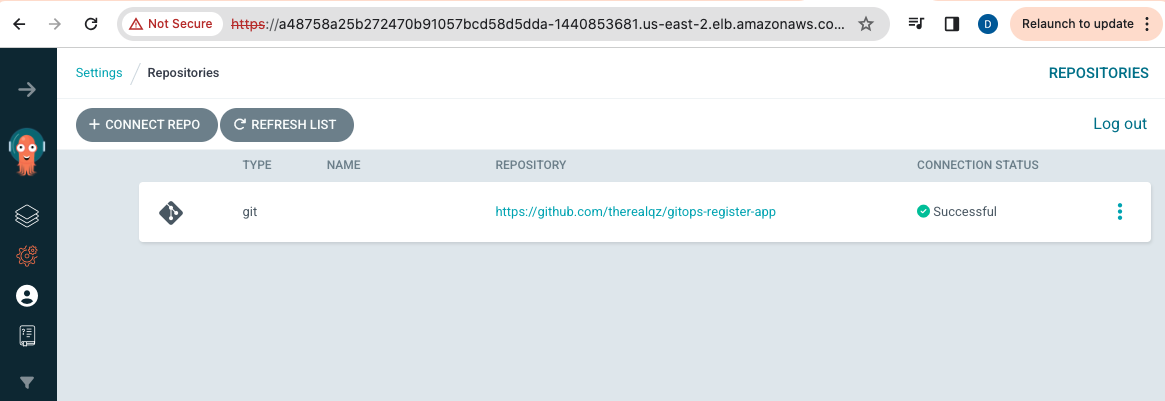 Not Secure https://a48758a25b272470b91057bcd58d5dda-1440853681.us-east-2.elb.amazonaws.co... D Relaunch to update
Settings / Repositories REPOSITORIES
+ CONNECT REPO REFRESH LIST Log out
TYPE NAME REPOSITORY CONNECTION STATUS
git https://github.com/therealqz/gitops-register-app Successful